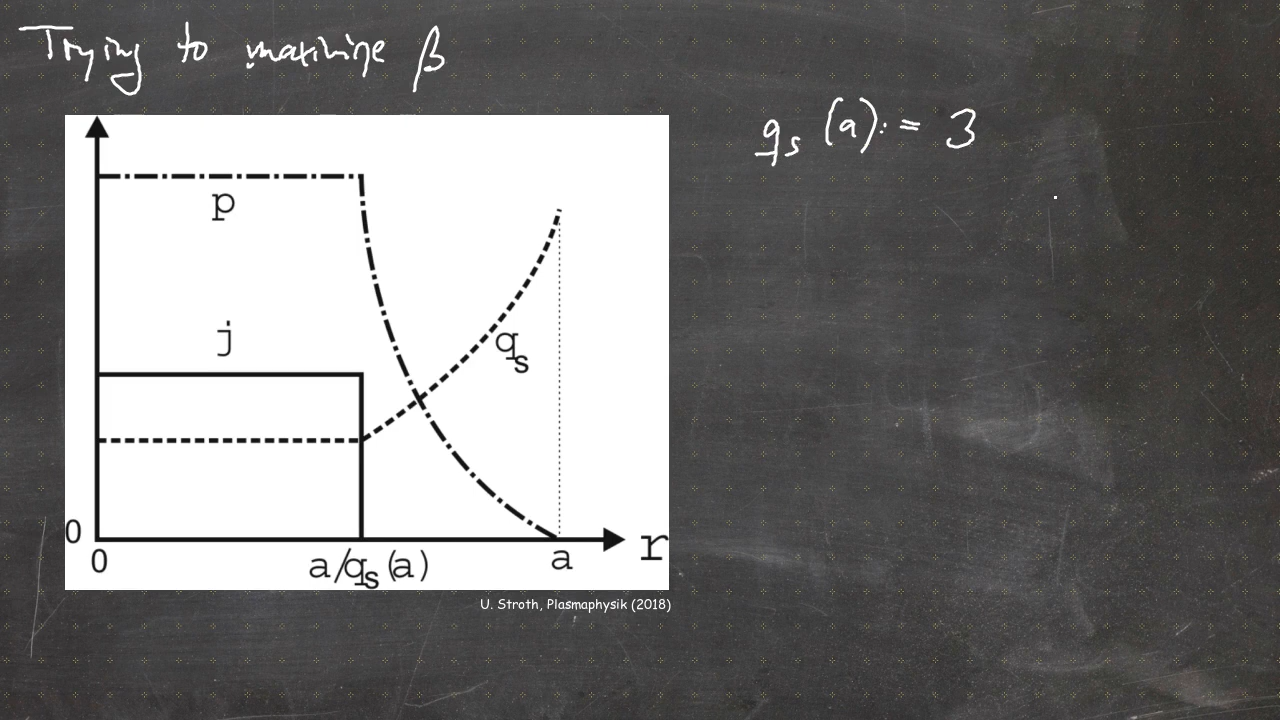 Trying to maximize β
q_s (a) := 3
p
j
q_s
0
0
a/q_s(a)
a
r
U. Stroth, Plasmaphysik (2018)